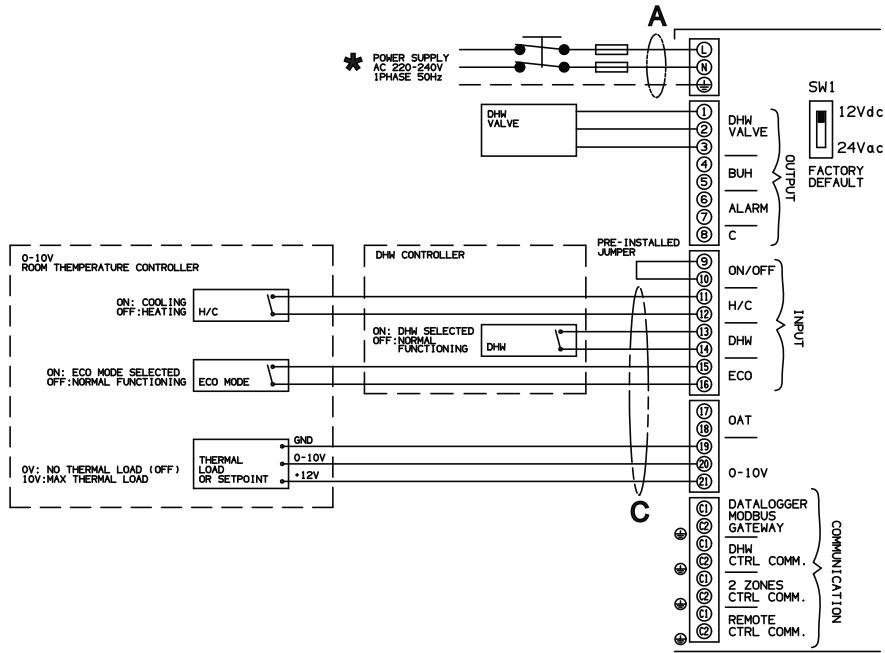 A
* POWER SUPPLY
AC 220-240V
1PHASE 50Hz
L
N
SW1
12Vdc
24Vac
FACTORY
DEFAULT
DHW
VALVE
1
2
3
4
5
6
7
8
DHW
VALVE
BUH
ALARM
C
OUTPUT
0-10V
ROOM THEMPERATURE CONTROLLER
DHW CONTROLLER
PRE-INSTALLED
JUMPER
9
10
11
12
13
14
15
16
ON/OFF
H/C
DHW
ECO
INPUT
ON: COOLING
OFF:HEATING
H/C
ON: DHW SELECTED
OFF:NORMAL
FUNCTIONING
DHW
ON: ECO MODE SELECTED
OFF:NORMAL FUNCTIONING
ECO MODE
17
18
19
20
21
OAT
0-10V
0V: NO THERMAL LOAD (OFF)
10V:MAX THERMAL LOAD
THERMAL
LOAD
OR SETPOINT
GND
0-10V
+12V
C
C1
C2
C1
C2
C1
C2
C1
C2
DATALOGGER
MODBUS
GATEWAY
DHW
CTRL COMM.
2 ZONES
CTRL COMM.
REMOTE
CTRL COMM.
COMMUNICATION